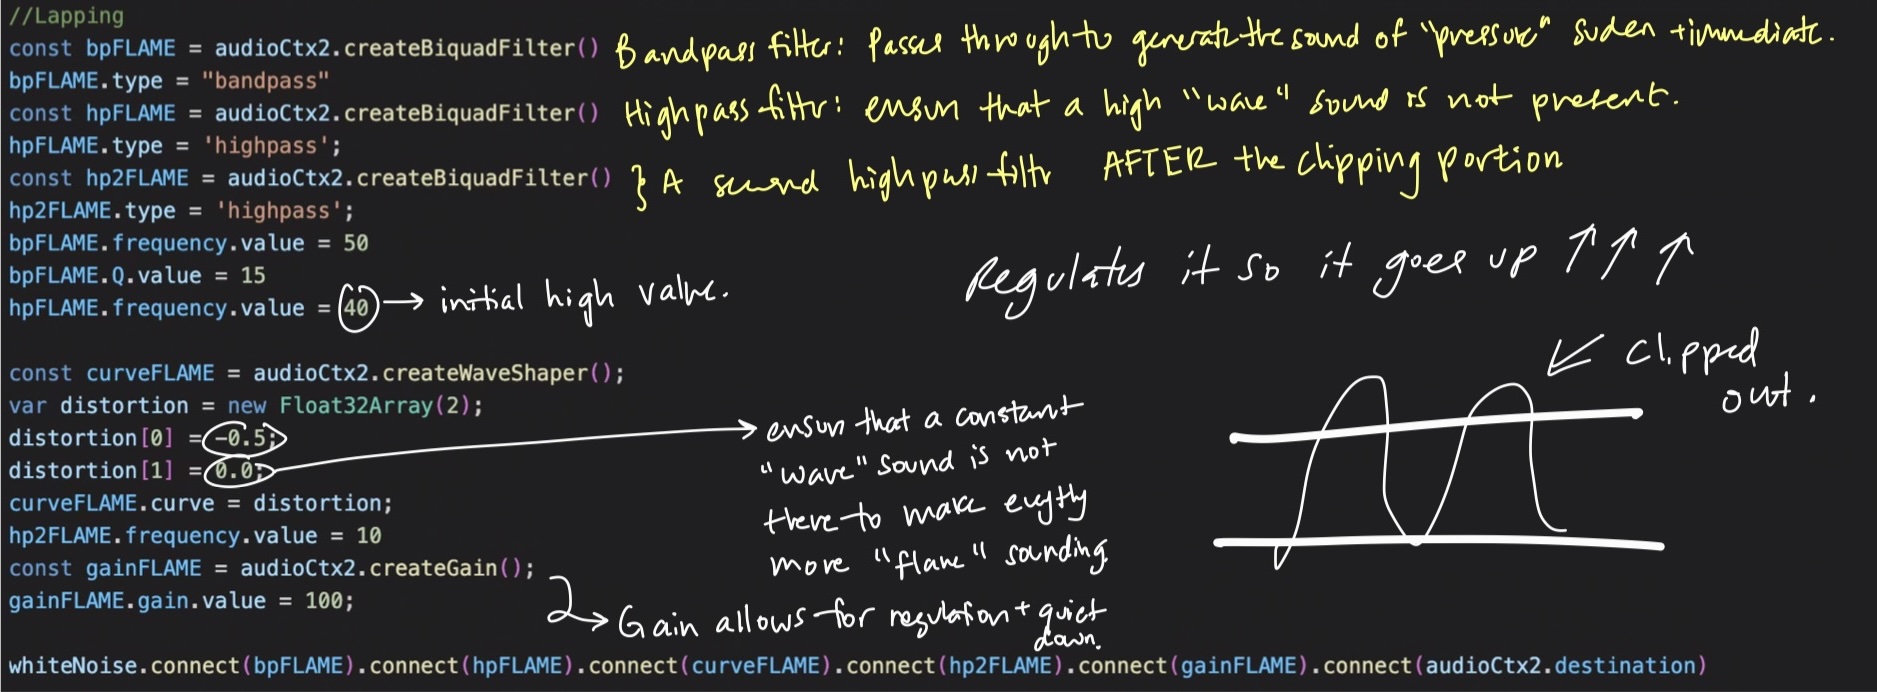 //Lapping
const bpFLAME = audioCtx2.createBiquadFilter() Bandpass filter: Passes through to generate the sound of "pressure" suden + immediate.
bpFLAME.type = "bandpass"
const hpFLAME = audioCtx2.createBiquadFilter() Highpass filtr: ensur that a high "wave" sound is not present.
hpFLAME.type = 'highpass';
const hp2FLAME = audioCtx2.createBiquadFilter() } A second highpass filtr AFTER the clipping portion
hp2FLAME.type = 'highpass';
bpFLAME.frequency.value = 50
Regulates it so it goes up ↑↑↑
bpFLAME.Q.value = 15
hpFLAME.frequency.value = 40 → initial high value.
clipped
out.
const curveFLAME = audioCtx2.createWaveShaper();
var distortion = new Float32Array(2);
distortion[0] = -0.5;
distortion[1] = 0.0;
→ ensur that a constant
"wave" sound is not
there to make
more "flame" sounding.
curveFLAME.curve = distortion;
hp2FLAME.frequency.value = 10
const gainFLAME = audioCtx2.createGain();
gainFLAME.gain.value = 100;
→ Gain allows for regulation + quiet
down.
whiteNoise.connect(bpFLAME).connect(hpFLAME).connect(curveFLAME).connect(hp2FLAME).connect(gainFLAME).connect(audioCtx2.destination)